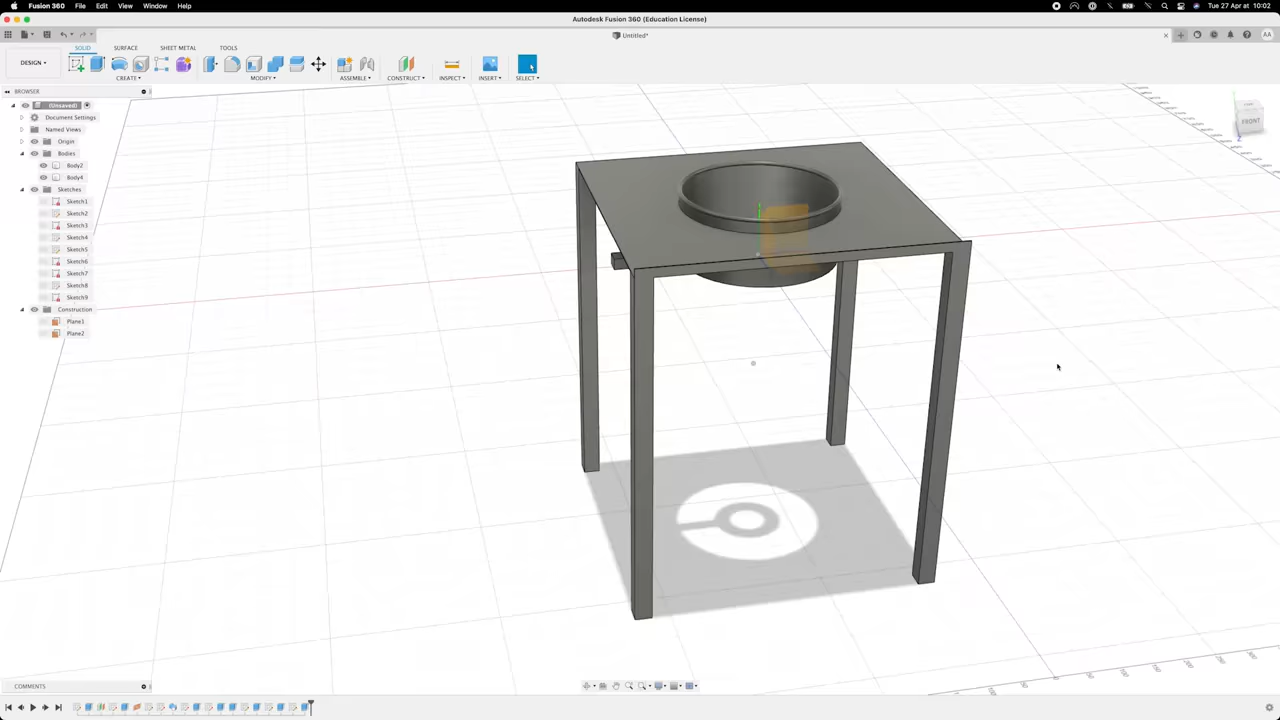 Fusion 360 File Edit View Window Help Tue 27 Apr at 10:02
Autodesk Fusion 360 (Education License)
Untitled*
AA
SOLID SURFACE SHEET METAL TOOLS
DESIGN
CREATE MODIFY ASSEMBLE CONSTRUCT INSPECT INSERT SELECT
BROWSER
(Unsaved)
Document Settings
Named Views
Origin
Bodies
Body2
Body4
Sketches
Sketch1
Sketch2
Sketch3
Sketch4
Sketch5
Sketch6
Sketch7
Sketch8
Sketch9
Construction
Plane1
Plane2
FRONT
COMMENTS